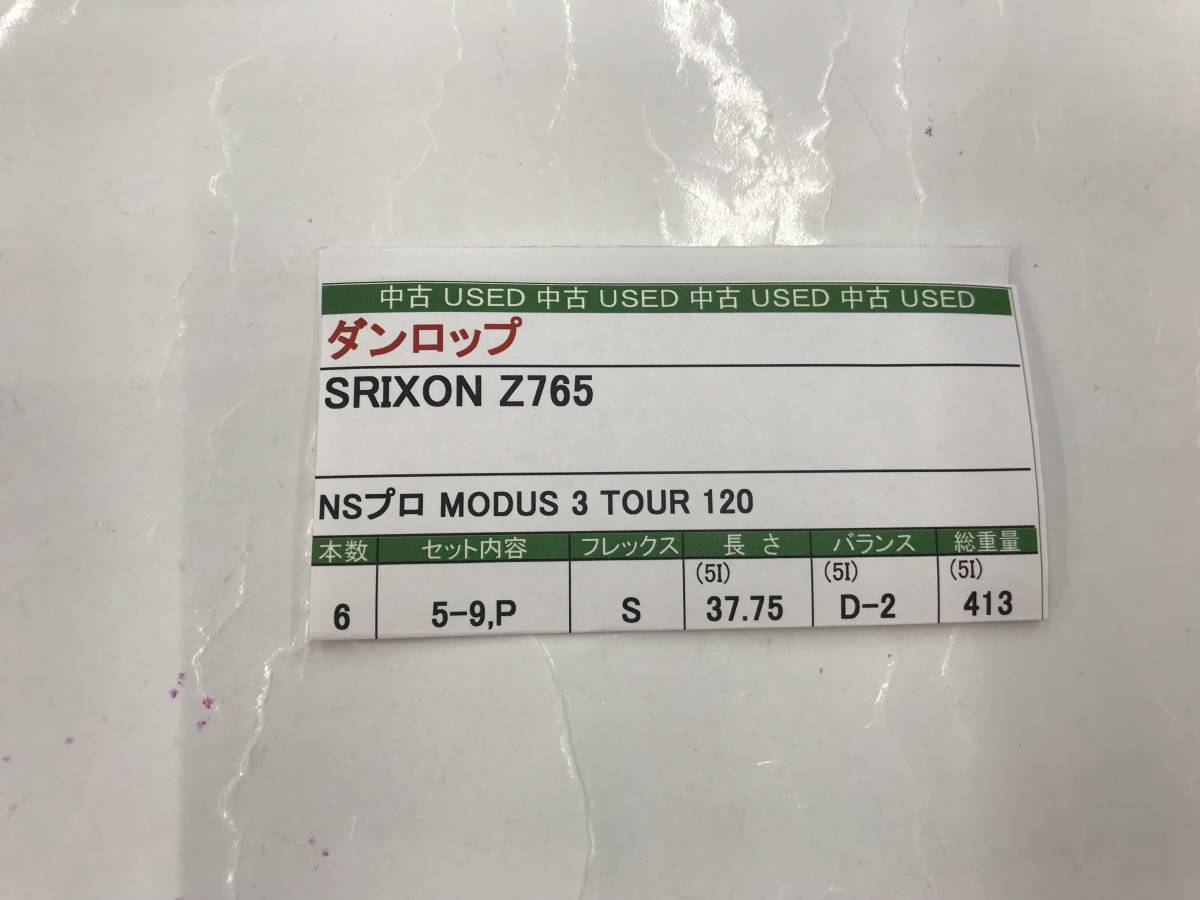 中古 USED 中古 USED 中古 USED 中古 USED
ダンロップ
SRIXON Z765
NSプロ MODUS 3 TOUR 120
本数 セット内容 フレックス 長さ バランス 総重量
(5I) (5I) (5I)
6 5-9,P S 37.75 D-2 413